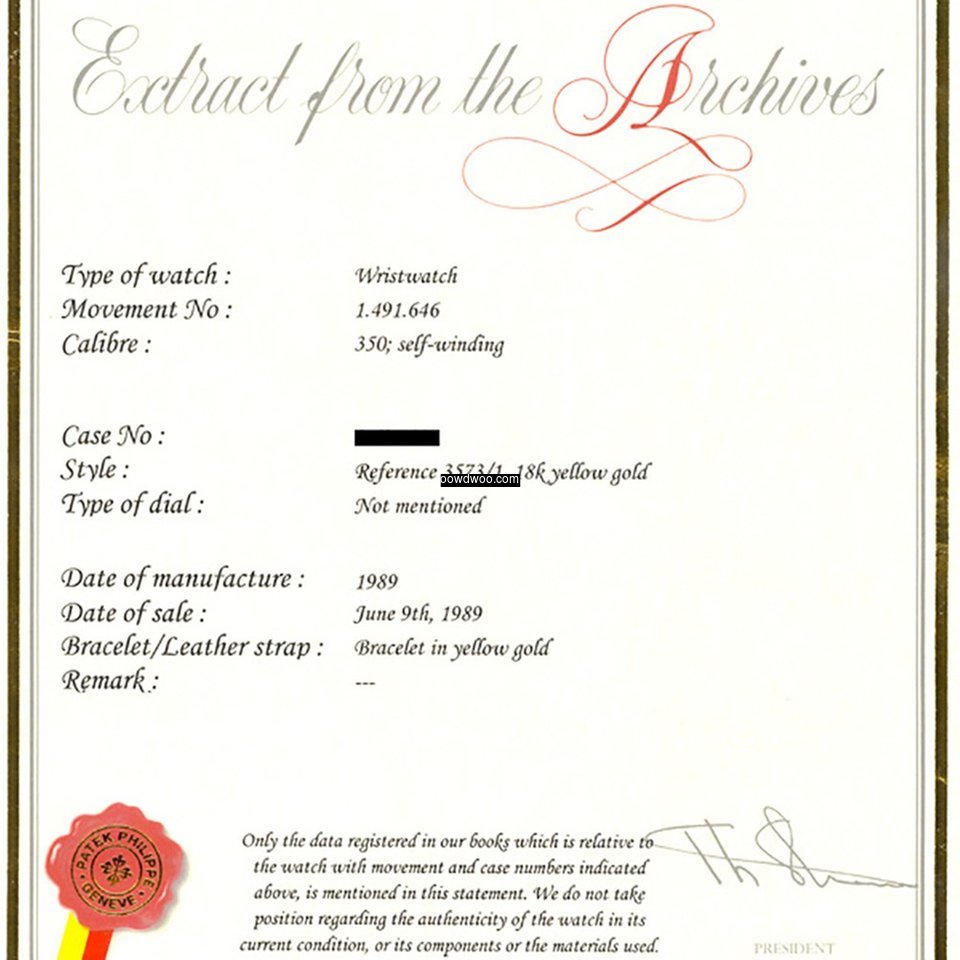 Extract from the Archives
Type of watch : Wristwatch
Movement No : 1.491.646
Calibre : 350; self-winding
Case No :
Style : Reference 3573/1, 18k yellow gold
powdwoo.com
Type of dial : Not mentioned
Date of manufacture : 1989
Date of sale : June 9th, 1989
Bracelet/Leather strap : Bracelet in yellow gold
Remark : ---
PATEK PHILIPPE
GENEVE
Only the data registered in our books which is relative to
the watch with movement and case numbers indicated
above, is mentioned in this statement. We do not take
position regarding the authenticity of the watch in its
current condition, or its components or the materials used.
PRESIDENT